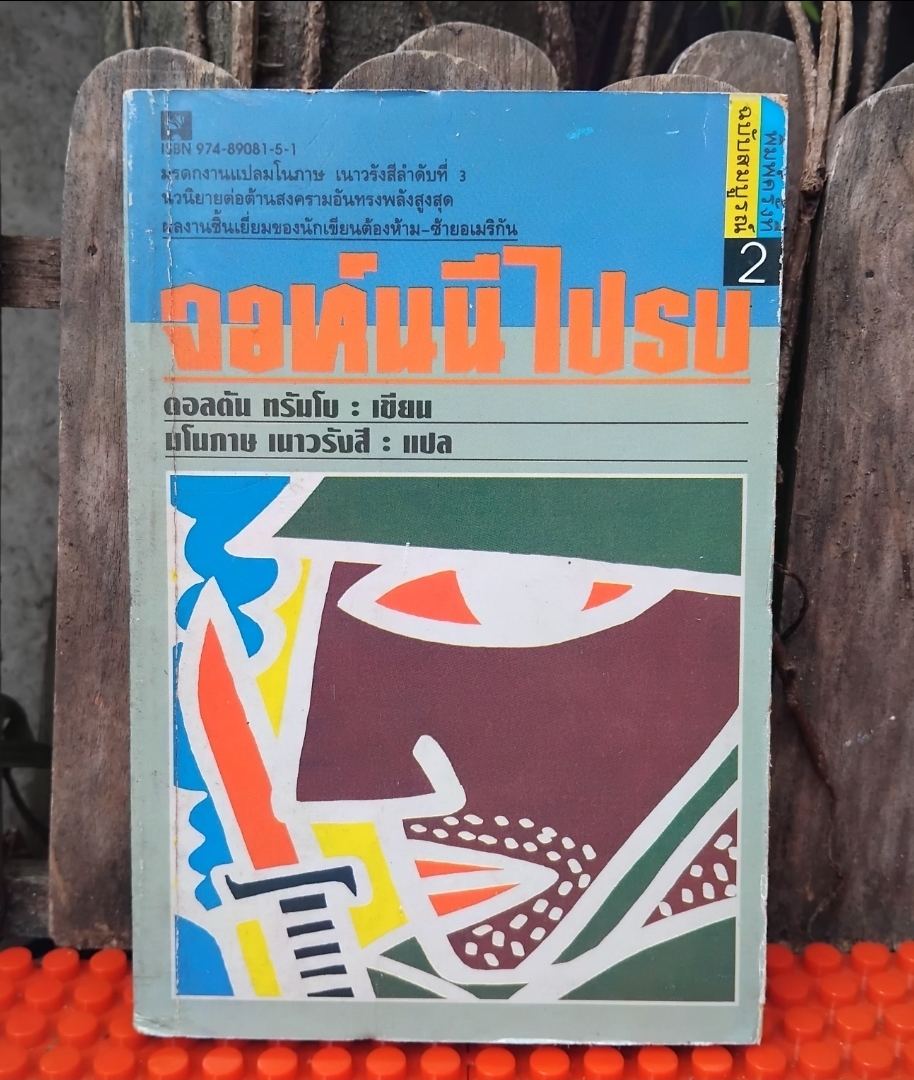 ISBN 974-89081-5-1
มรดกงานแปลมโนภาษ เนาวรังสีลำดับที่ 3
นวนิยายต่อต้านสงครามอันทรงพลังสูงสุด
ผลงานชิ้นเยี่ยมของนักเขียนต้องห้าม-ซ้ายอเมริกัน
พิมพ์ครั้งที่
ฉบับสมบูรณ์
2
จอห์นนี่ไปรบ
ดอลตัน ทรัมโบ : เขียน
มโนภาษ เนาวรังสี : แปล